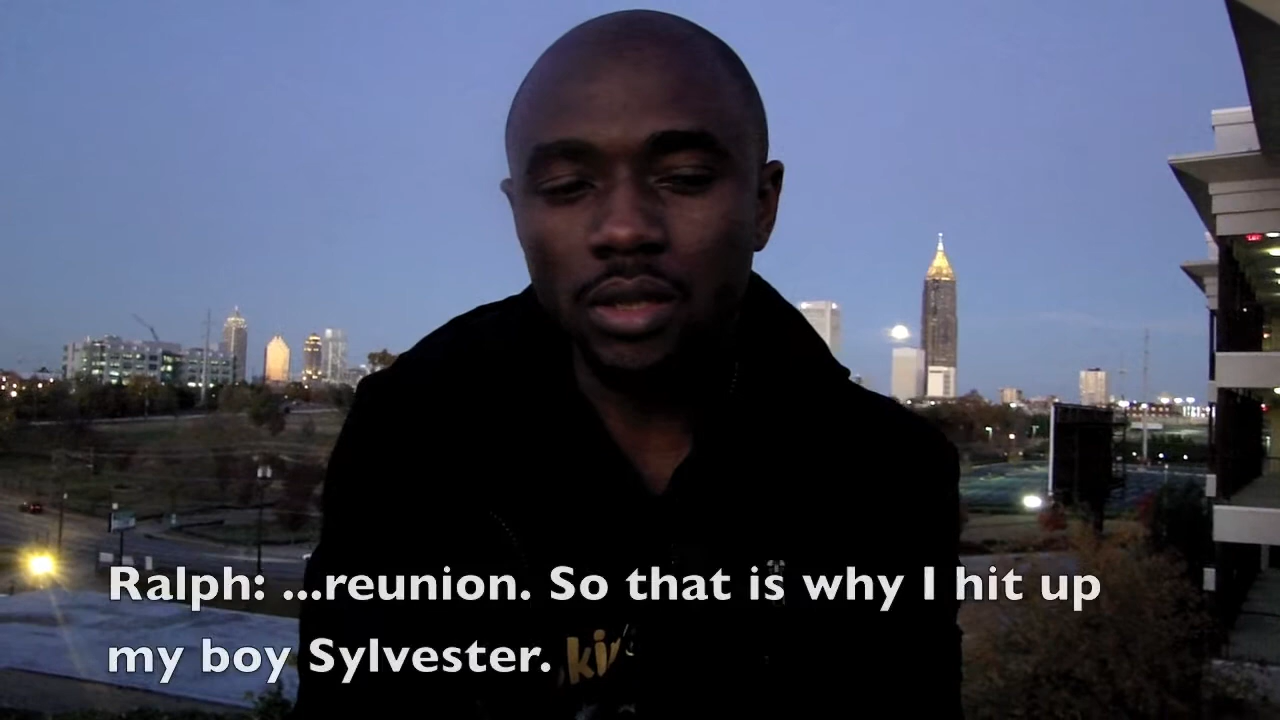 Ralph: ...reunion. So that is why I hit up
my boy Sylvester.